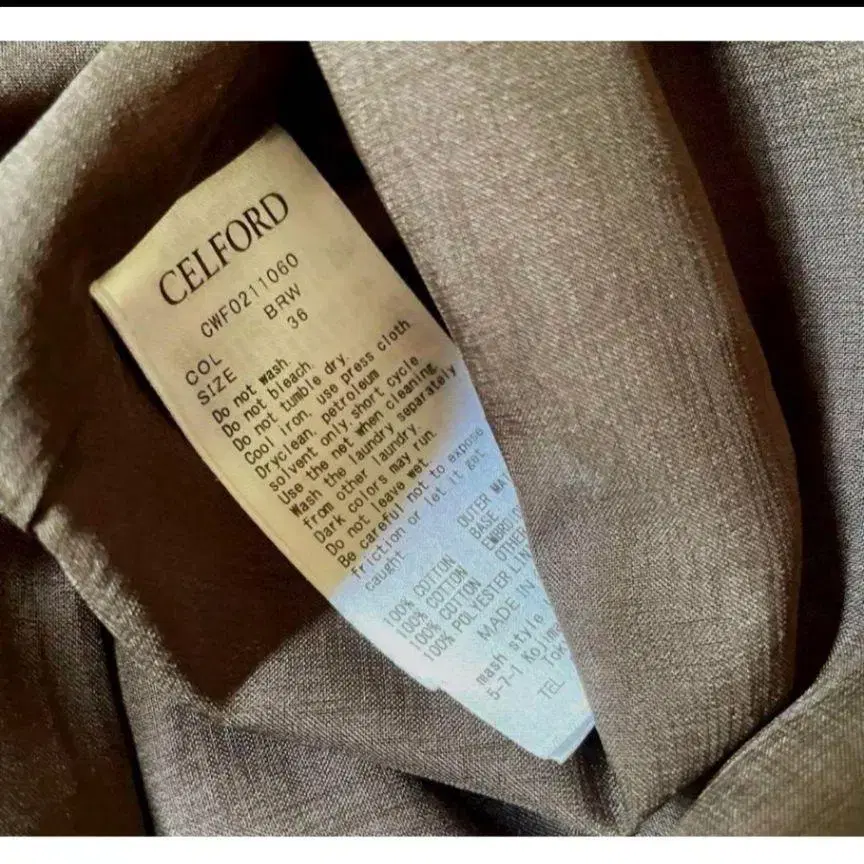 CELFORD
CWF0211060
COL BRW
SIZE 36
Do not wash.
Do not bleach.
Do not tumble dry.
Cool iron, use press cloth
Dryclean, petroleum
solvent only,short cycle
Use the net when cleaning
Wash the laundry separately
from other laundry.
Dark colors may run.
Do not leave wet.
Be careful not to expose
friction or let it get
caught
OUTER
100% COTTON BASE
100% COTTON
100% COTTON
100% POLYESTER
MADE IN
mash style
5-7-1
TEL